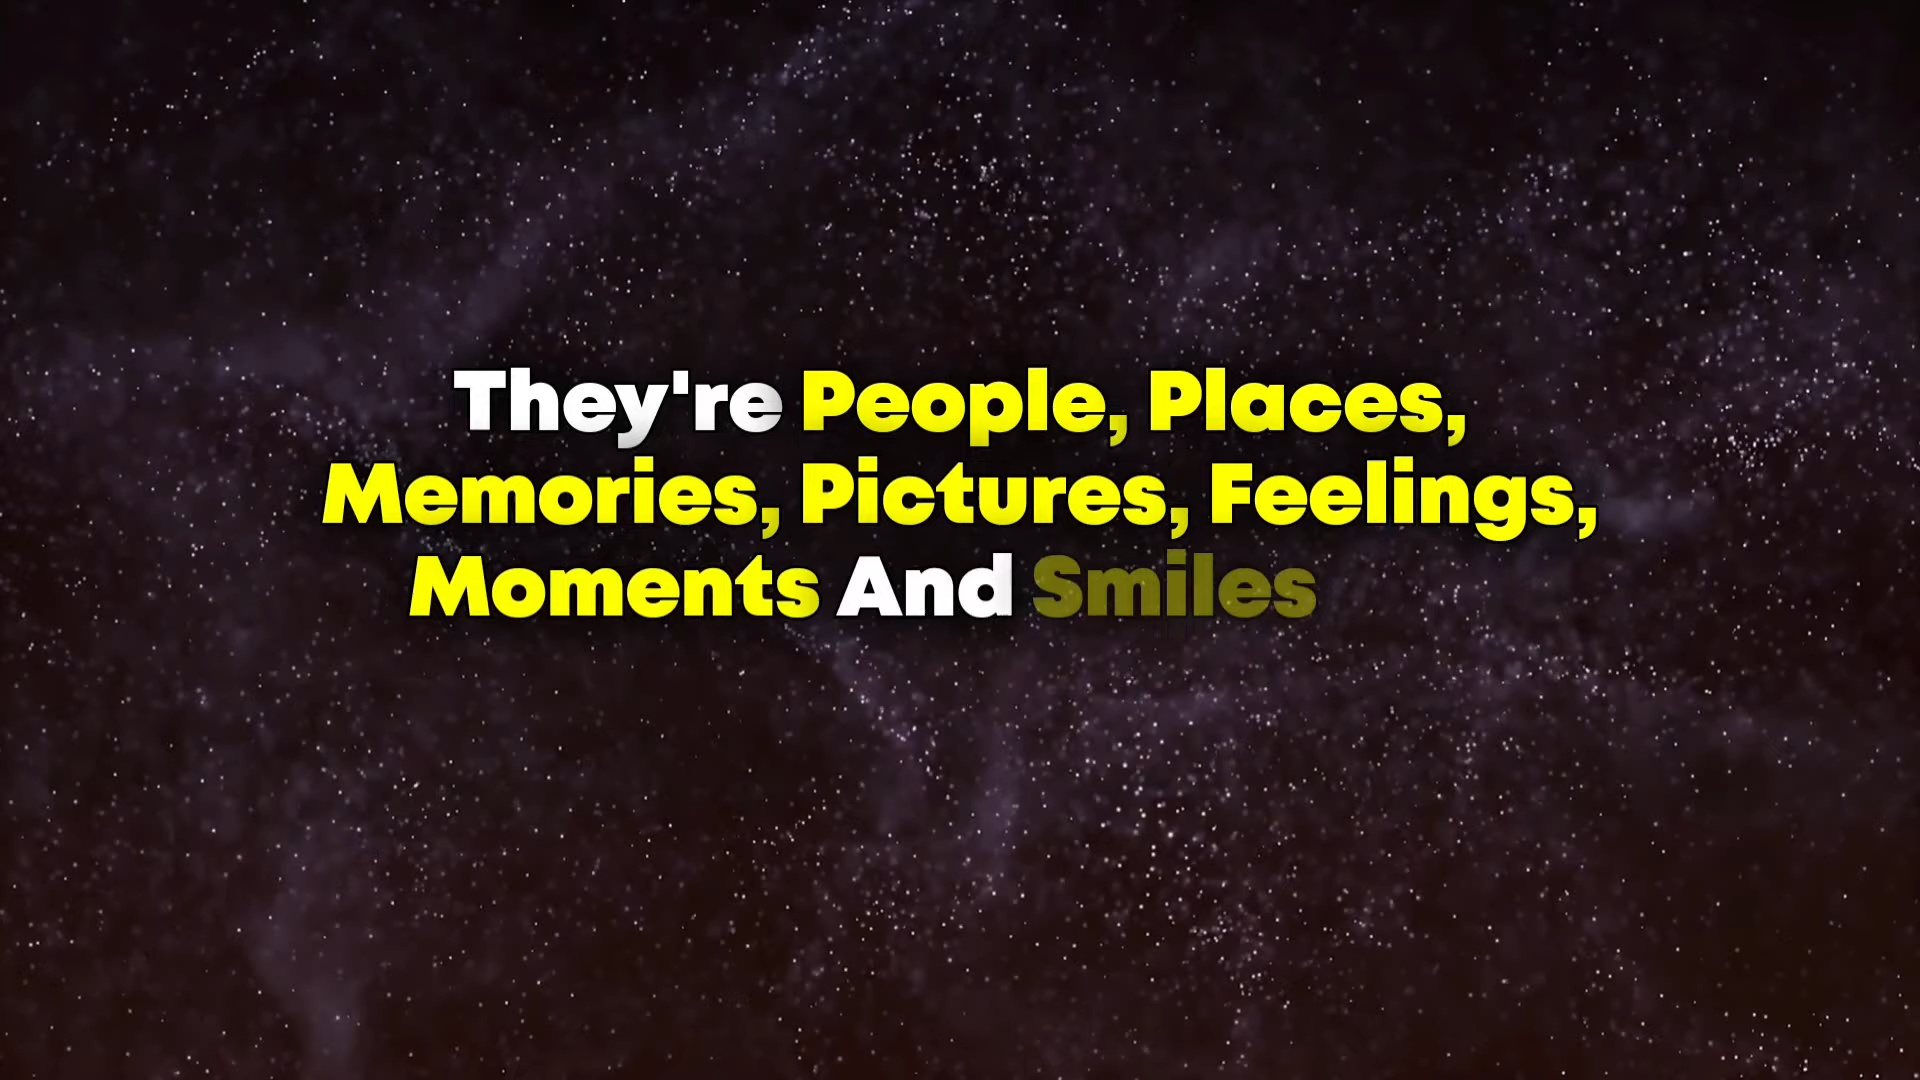 They're People, Places,
Memories, Pictures, Feelings,
Moments And Smiles